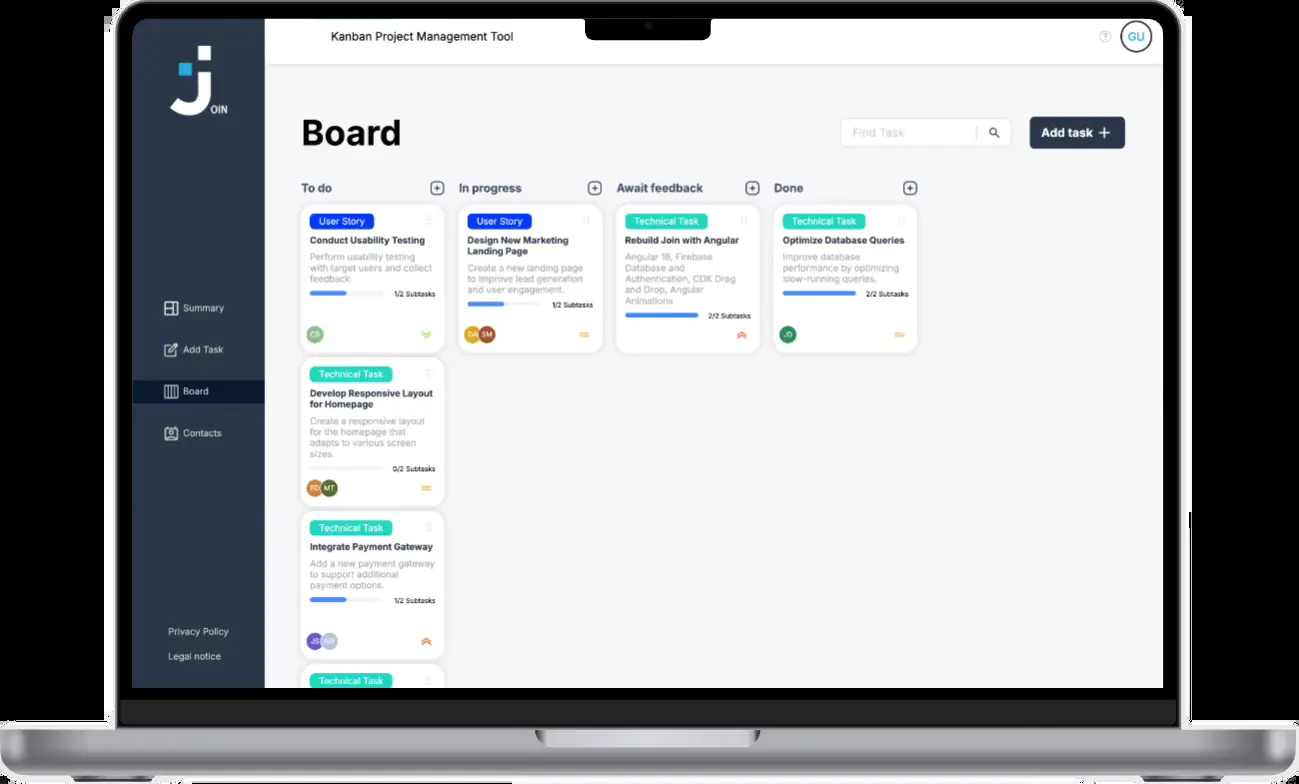 OIN
Summary
Add Task
Board
Contacts
Privacy Policy
Legal notice
Kanban Project Management Tool
GU
Board
Find Task
Add task
To do
User Story
Conduct Usability Testing
Perform usability testing
with target users and collect
feedback.
1/2 Subtasks
CS
Technical Task
Develop Responsive Layout
for Homepage
Create a responsive layout
for the homepage that
adapts to various screen
sizes.
0/2 Subtasks
MT
Technical Task
Integrate Payment Gateway
Add a new payment gateway
to support additional
payment options.
1/2 Subtasks
JS
Technical Task
In progress
User Story
Design New Marketing
Landing Page
Create a new landing page
to improve lead generation
and user engagement.
1/2 Subtasks
DA SM
Await feedback
Technical Task
Rebuild Join with Angular
Angular 18, Firebase
Database and
Authentication, CDK Drag
and Drop, Angular
Animations
2/2 Subtasks
Done
Technical Task
Optimize Database Queries
Improve database
performance by optimizing
slow-running queries.
2/2 Subtasks
JD